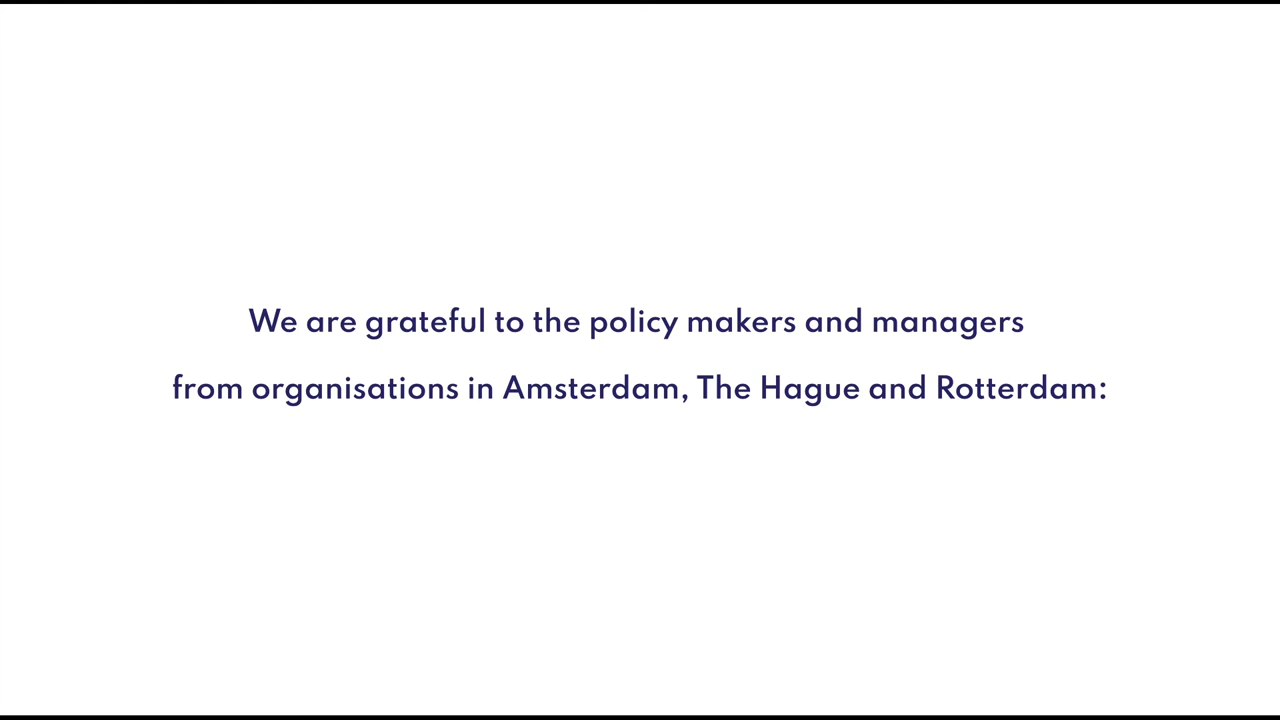 We are grateful to the policy makers and managers
from organisations in Amsterdam, The Hague and Rotterdam: